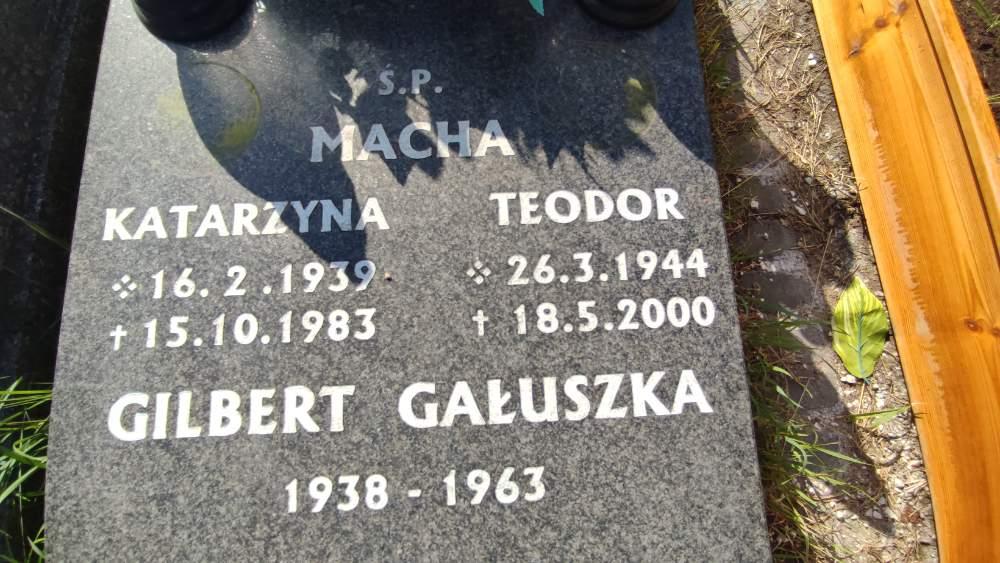 Ś.P.
MACHA
KATARZYNA TEODOR
16.2.1939 26.3.1944
✝ 15.10.1983 ✝ 18.5.2000
GILBERT GAŁUSZKA
1938 - 1963